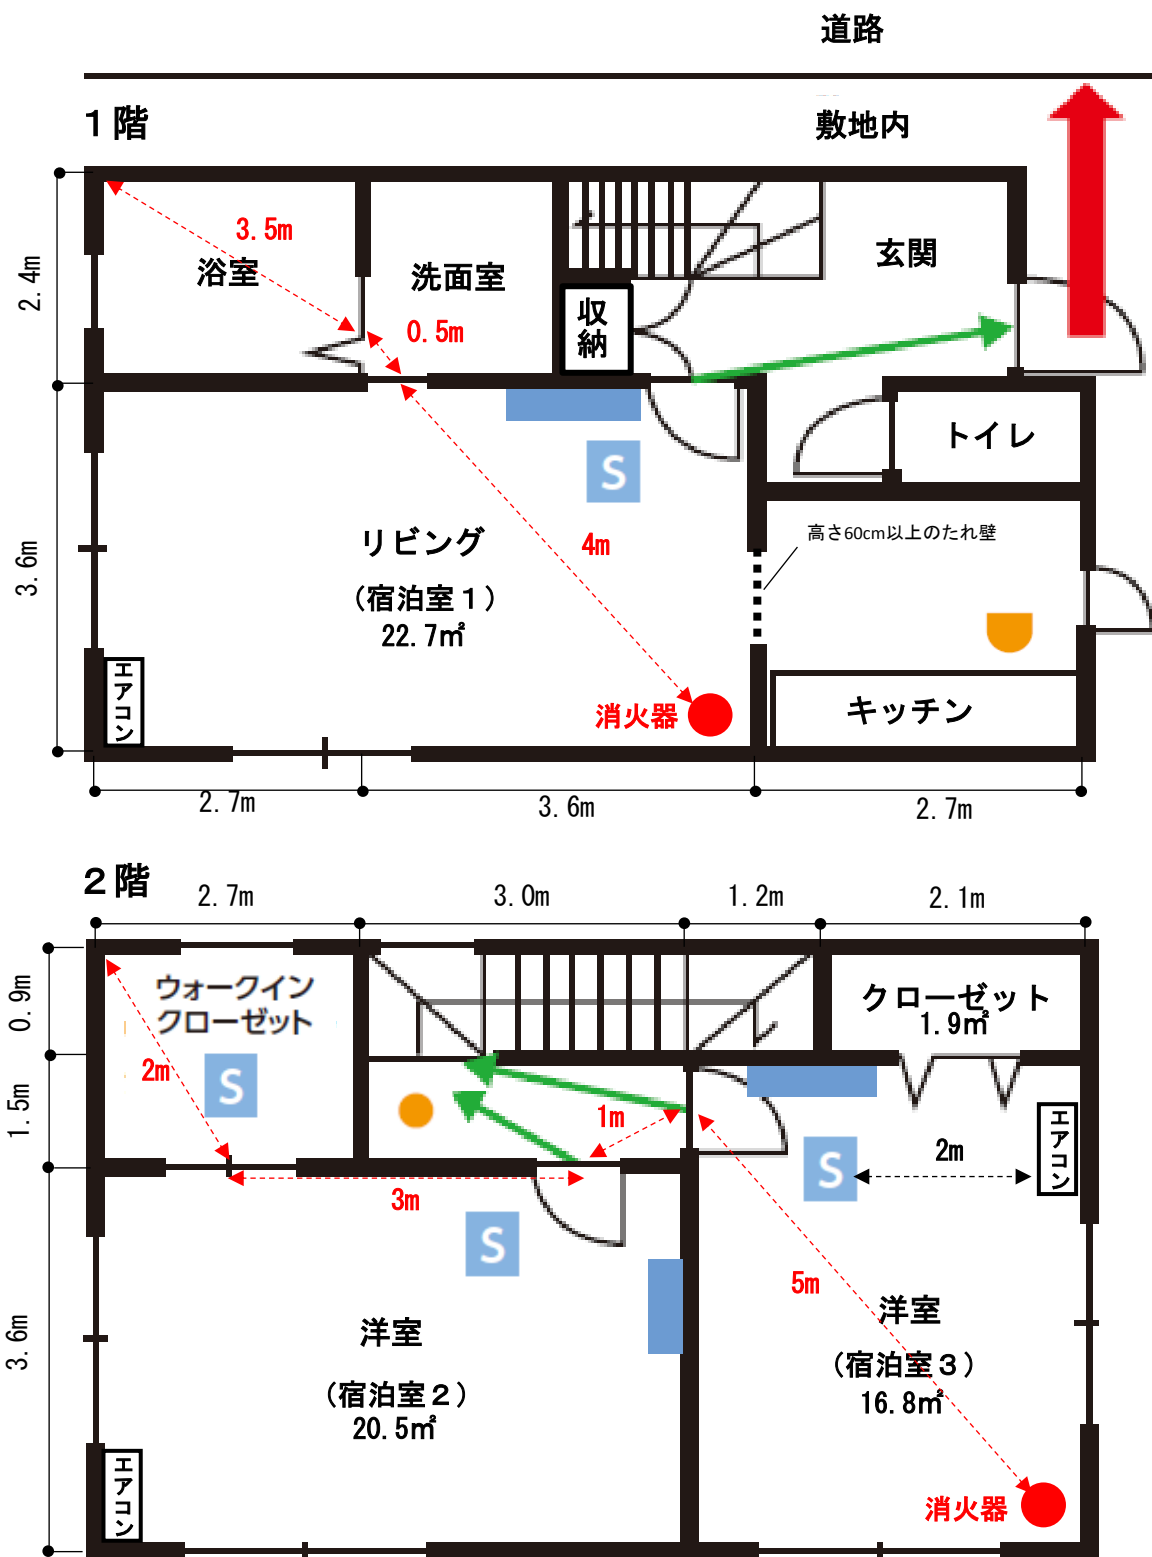 道路
１階
敷地内
3.5m
浴室
2.4m
洗面室
0.5m
収
納
玄関
トイレ
S
リビング
（宿泊室１）
22.7㎡
4m
高さ60cm以上のたれ壁
3.6m
エアコン
消火器
キッチン
2.7m
3.6m
2.7m
２階
2.7m
3.0m
1.2m
2.1m
0.9m
ウォークイン
クローゼット
クローゼット
1.9㎡
2m
S
1.5m
1m
エアコン
S
2m
3m
S
5m
3.6m
洋室
（宿泊室２）
20.5㎡
洋室
（宿泊室３）
16.8㎡
エアコン
消火器